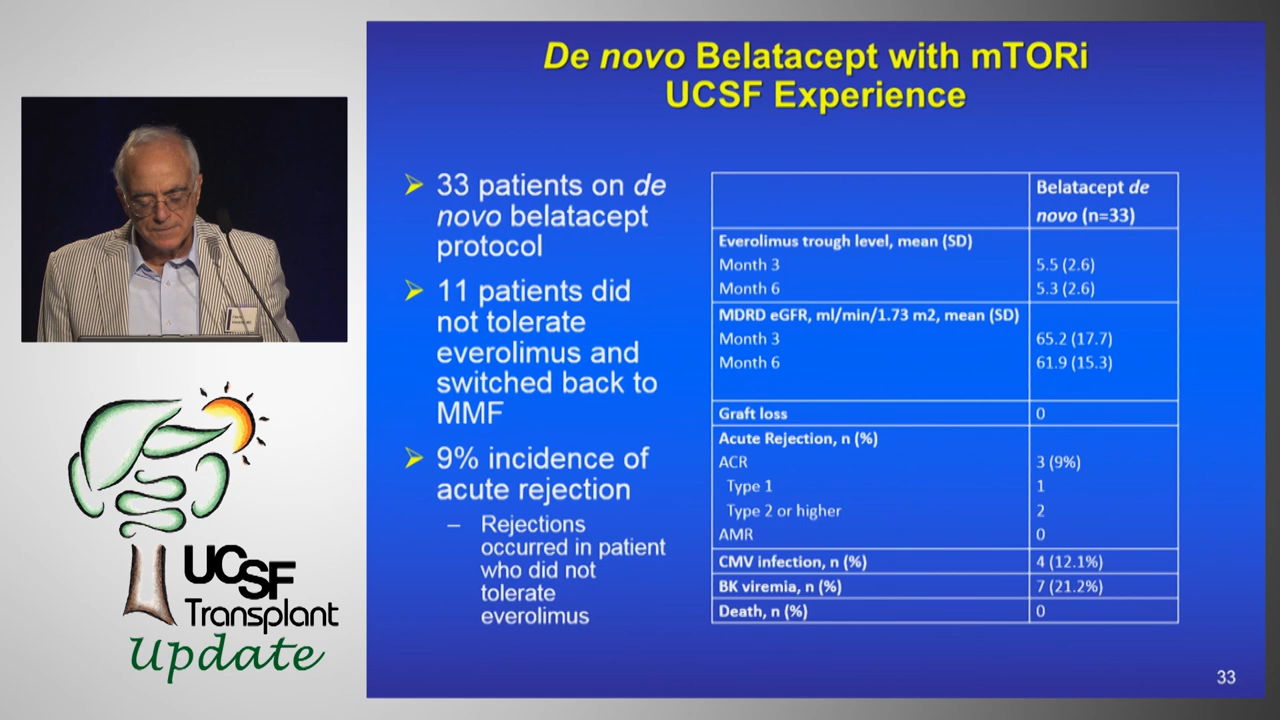 De novo Belatacept with mTORi
UCSF Experience
33 patients on de
novo belatacept
protocol
11 patients did
not tolerate
everolimus and
switched back to
MMF
9% incidence of
acute rejection
– Rejections
occurred in patient
who did not
tolerate
everolimus
Belatacept de
novo (n=33)
Everolimus trough level, mean (SD)
Month 3 5.5 (2.6)
Month 6 5.3 (2.6)
MDRD eGFR, ml/min/1.73 m2, mean (SD)
Month 3 65.2 (17.7)
Month 6 61.9 (15.3)
Graft loss 0
Acute Rejection, n (%)
ACR 3 (9%)
Type 1 1
Type 2 or higher 2
AMR 0
CMV infection, n (%) 4 (12.1%)
BK viremia, n (%) 7 (21.2%)
Death, n (%) 0
33
UCSF
Transplant
Update